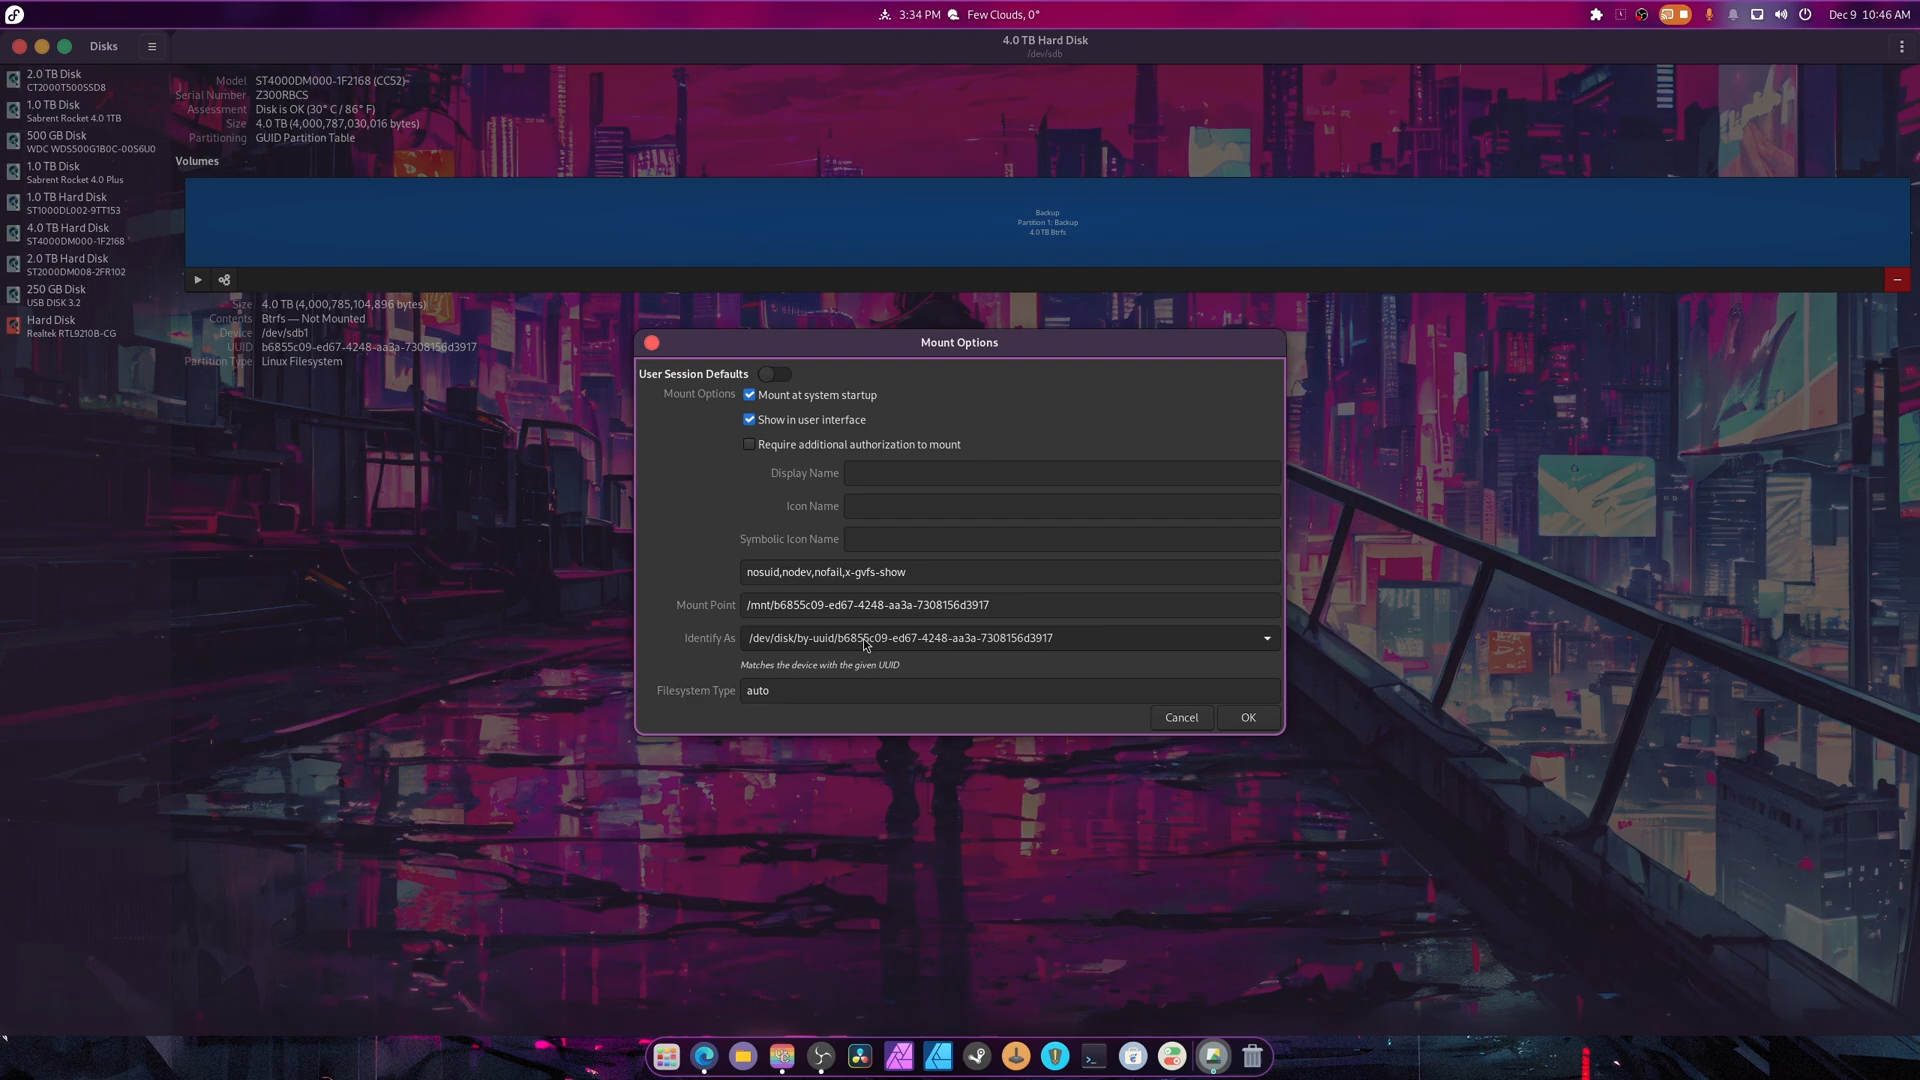 3:34 PM Few Clouds, 0°
Dec 9 10:46 AM
Disks
4.0 TB Hard Disk
/dev/sdb
2.0 TB Disk
CT2000T500SSD8
1.0 TB Disk
Sabrent Rocket 4.0 1TB
500 GB Disk
WDC WDS500G1B0C-00S6U0
1.0 TB Disk
Sabrent Rocket 4.0 Plus
1.0 TB Hard Disk
ST1000DL002-9TT153
4.0 TB Hard Disk
ST4000DM000-1F2168
2.0 TB Hard Disk
ST2000DM008-2FR102
250 GB Disk
USB DISK 3.2
Hard Disk
Realtek RTL9210B-CG
Model ST4000DM000-1F2168 (CC52)
Serial Number Z300RBCS
Assessment Disk is OK (30° C / 86° F)
Size 4.0 TB (4,000,787,030,016 bytes)
Partitioning GUID Partition Table
Volumes
Backup
Partition 1: Backup
4.0 TB Btrfs
Size 4.0 TB (4,000,785,104,896 bytes)
Contents Btrfs — Not Mounted
Device /dev/sdb1
UUID b6855c09-ed67-4248-aa3a-7308156d3917
Partition Type Linux Filesystem
Mount Options
User Session Defaults
Mount Options Mount at system startup
Show in user interface
Require additional authorization to mount
Display Name
Icon Name
Symbolic Icon Name
nosuid,nodev,nofail,x-gvfs-show
Mount Point /mnt/b6855c09-ed67-4248-aa3a-7308156d3917
Identify As /dev/disk/by-uuid/b6855c09-ed67-4248-aa3a-7308156d3917
Matches the device with the given UUID
Filesystem Type auto
Cancel OK